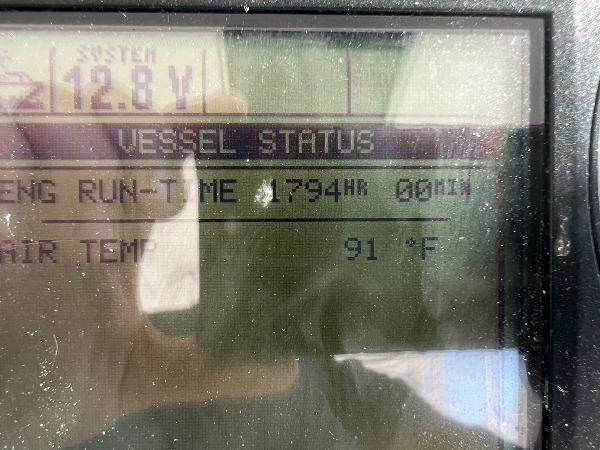 SYSTEM
12.8 V
VESSEL STATUS
ENG RUN-TIME 1794HR 00MIN
AIR TEMP 91 °F